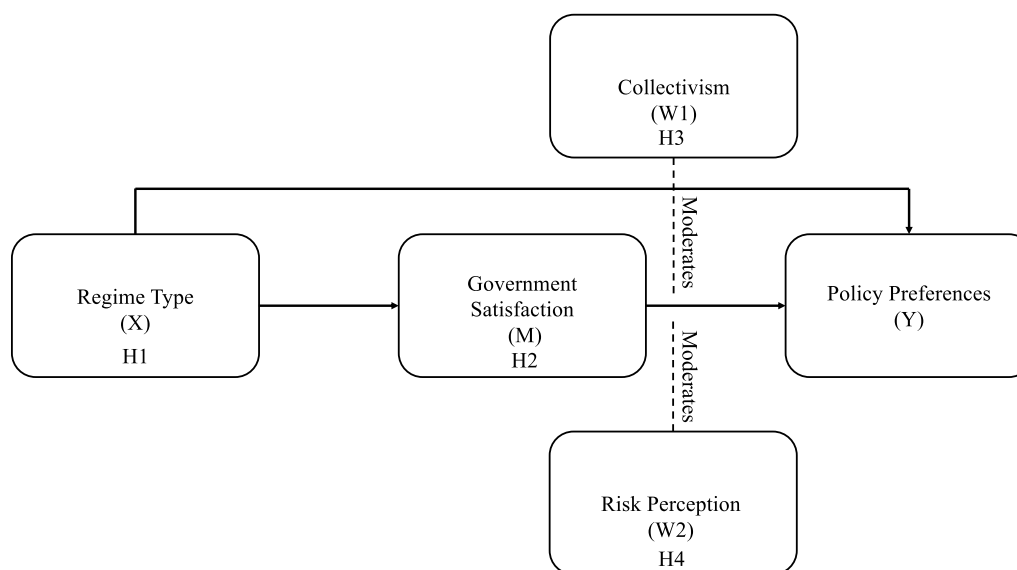 Collectivism
(W1)
H3
Moderates
Regime Type
(X)
H1
Government
Satisfaction
(M)
H2
Policy Preferences
(Y)
Moderates
Risk Perception
(W2)
H4